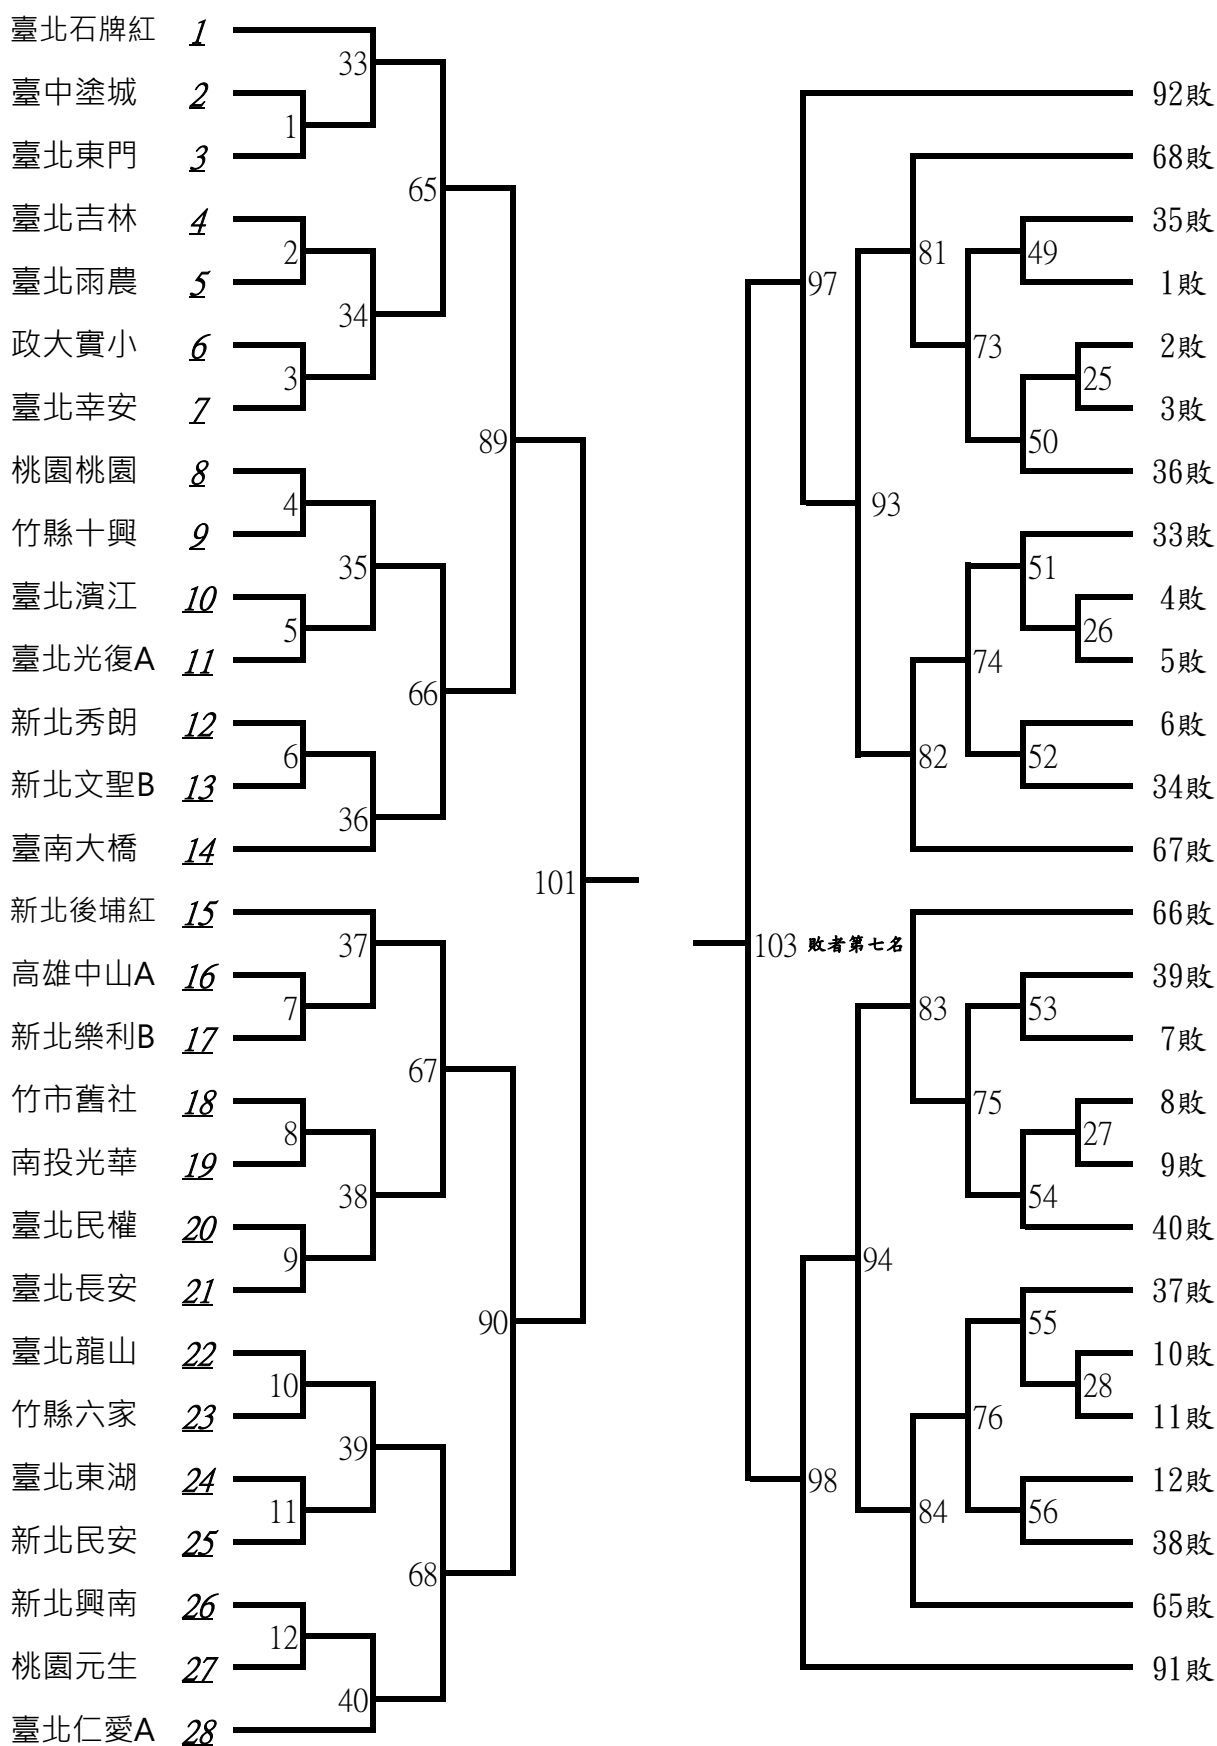 臺北石牌紅 1
臺中塗城 2
臺北東門 3
臺北吉林 4
臺北雨農 5
政大實小 6
臺北幸安 7
桃園桃園 8
竹縣十興 9
臺北濱江 10
臺北光復A 11
新北秀朗 12
新北文聖B 13
臺南大橋 14
新北後埔紅 15
高雄中山A 16
新北樂利B 17
竹市舊社 18
南投光華 19
臺北民權 20
臺北長安 21
臺北龍山 22
竹縣六家 23
臺北東湖 24
新北民安 25
新北興南 26
桃園元生 27
臺北仁愛A 28
1
2
3
4
5
6
7
8
9
10
11
12
33
34
35
36
37
38
39
40
65
66
67
68
89
90
101
103 敗者第七名
97
98
93
94
81
82
83
84
73
74
75
76
49
50
51
52
53
54
55
56
25
26
27
28
92敗
68敗
35敗
1敗
2敗
3敗
36敗
33敗
4敗
5敗
6敗
34敗
67敗
66敗
39敗
7敗
8敗
9敗
40敗
37敗
10敗
11敗
12敗
38敗
65敗
91敗